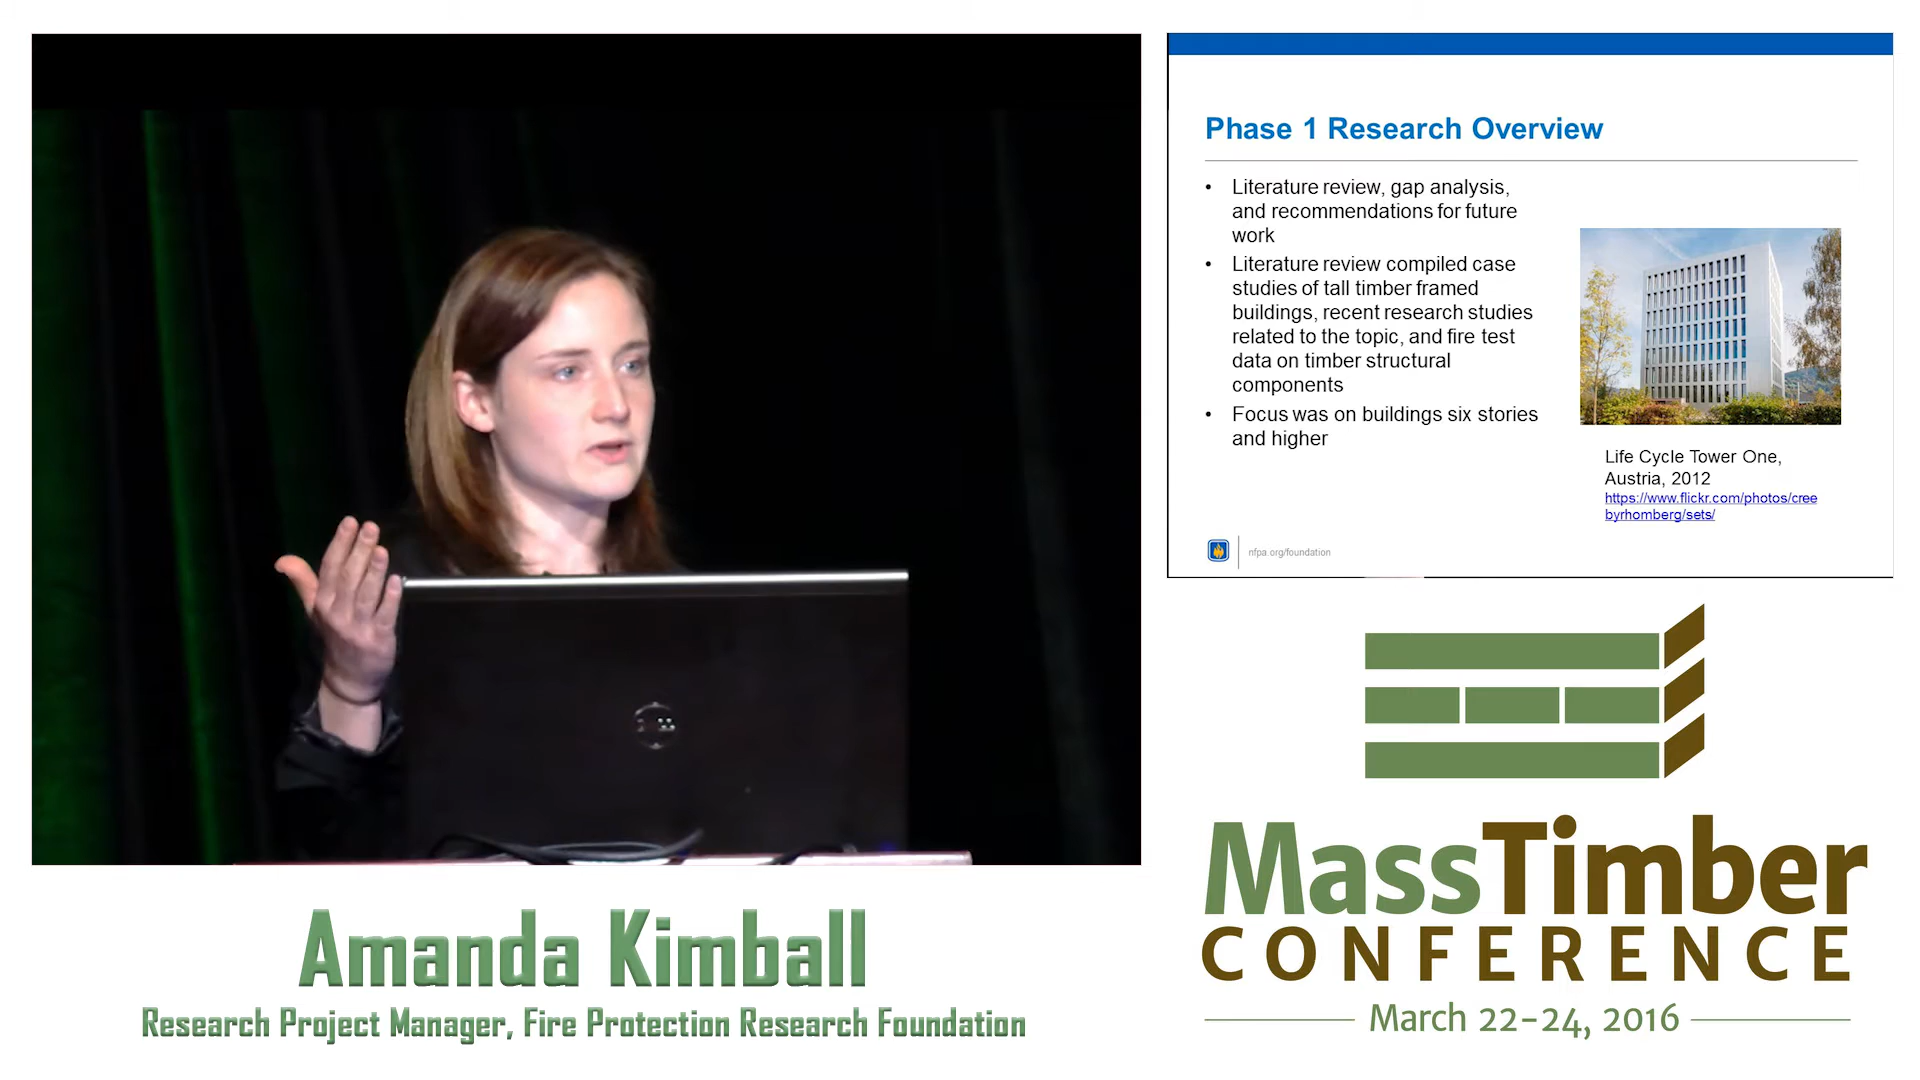 Phase 1 Research Overview
• Literature review, gap analysis,
and recommendations for future
work
• Literature review compiled case
studies of tall timber framed
buildings, recent research studies
related to the topic, and fire test
data on timber structural
components
• Focus was on buildings six stories
and higher
Life Cycle Tower One,
Austria, 2012
https://www.flickr.com/photos/cree
byrhomberg/sets/
nfpa.org/foundation
MassTimber
CONFERENCE
March 22-24, 2016
Amanda Kimball
Research Project Manager, Fire Protection Research Foundation